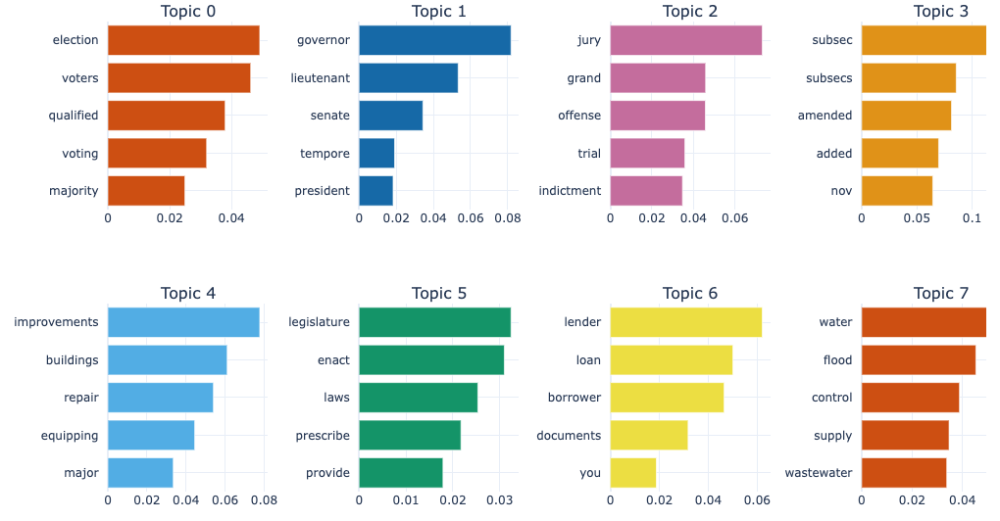 Topic 0
election
voters
qualified
voting
majority
0 0.02 0.04
Topic 1
governor
lieutenant
senate
tempore
president
0 0.02 0.04 0.06 0.08
Topic 2
jury
grand
offense
trial
indictment
0 0.02 0.04 0.06
Topic 3
subsec
subsecs
amended
added
nov
0 0.05 0.1
Topic 4
improvements
buildings
repair
equipping
major
0 0.02 0.04 0.06 0.08
Topic 5
legislature
enact
laws
prescribe
provide
0 0.01 0.02 0.03
Topic 6
lender
loan
borrower
documents
you
0 0.02 0.04 0.06
Topic 7
water
flood
control
supply
wastewater
0 0.02 0.04